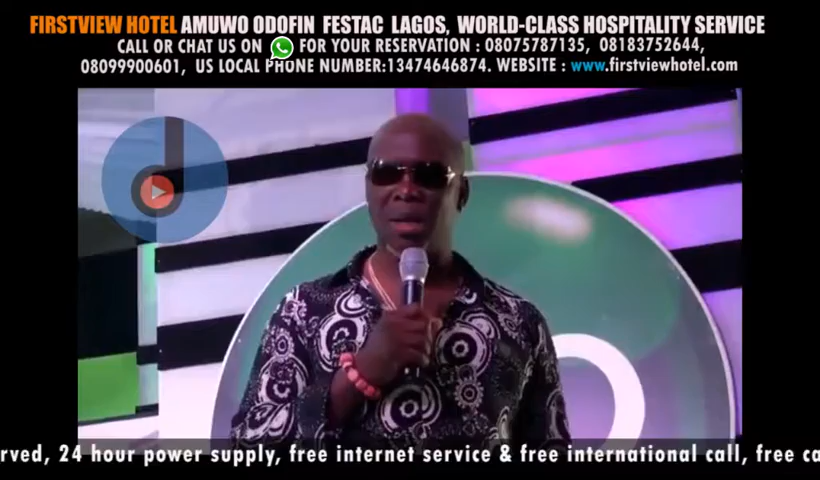 FIRSTVIEW HOTEL AMUWO ODOFIN FESTAC LAGOS, WORLD-CLASS HOSPITALITY SERVICE
CALL OR CHAT US ON FOR YOUR RESERVATION : 08075787135, 08183752644,
08099900601, US LOCAL PHONE NUMBER:13474646874. WEBSITE : www.firstviewhotel.com
erved, 24 hour power supply, free internet service & free international call, free ca